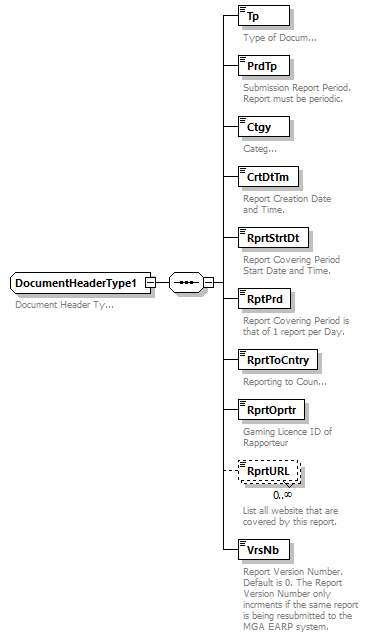 Tp
Type of Docum...
PrdTp
Submission Report Period.
Report must be periodic.
Ctgy
Categ...
CrtDtTm
Report Creation Date
and Time.
RprtStrtDt
Report Covering Period
Start Date and Time.
DocumentHeaderType1
Document Header Ty...
RptPrd
Report Covering Period is
that of 1 report per Day.
RprtToCntry
Reporting to Coun...
RprtOprtr
Gaming Licence ID of
Rapporteur
RprtURL
0..∞
List all website that are
covered by this report.
VrsNb
Report Version Number.
Default is 0. The Report
Version Number only
incrments if the same report
is being resubmitted to the
MGA EARP system.